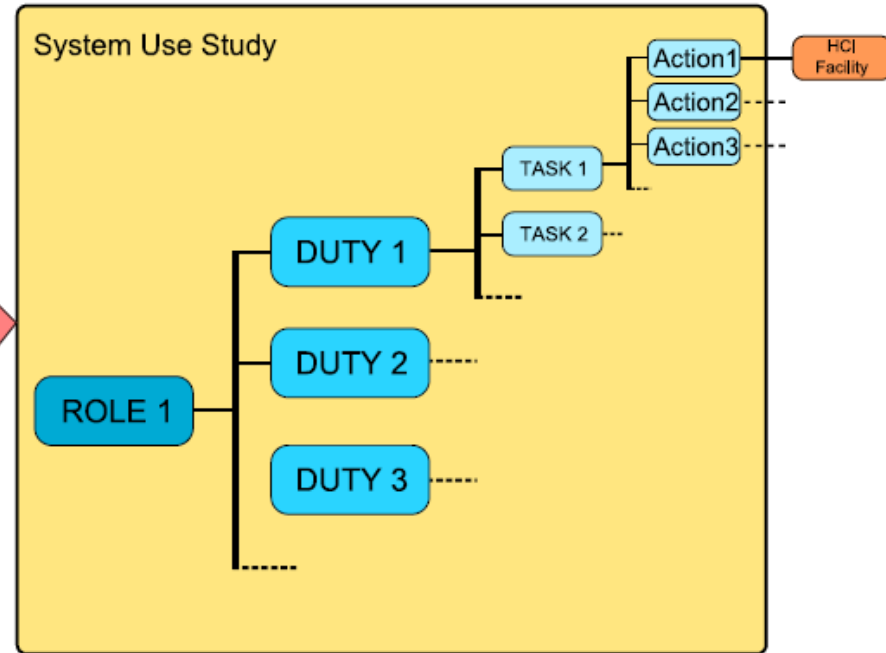 System Use Study
Action1
HCI
Facility
Action2
Action3
TASK 1
TASK 2
DUTY 1
DUTY 2
ROLE 1
DUTY 3